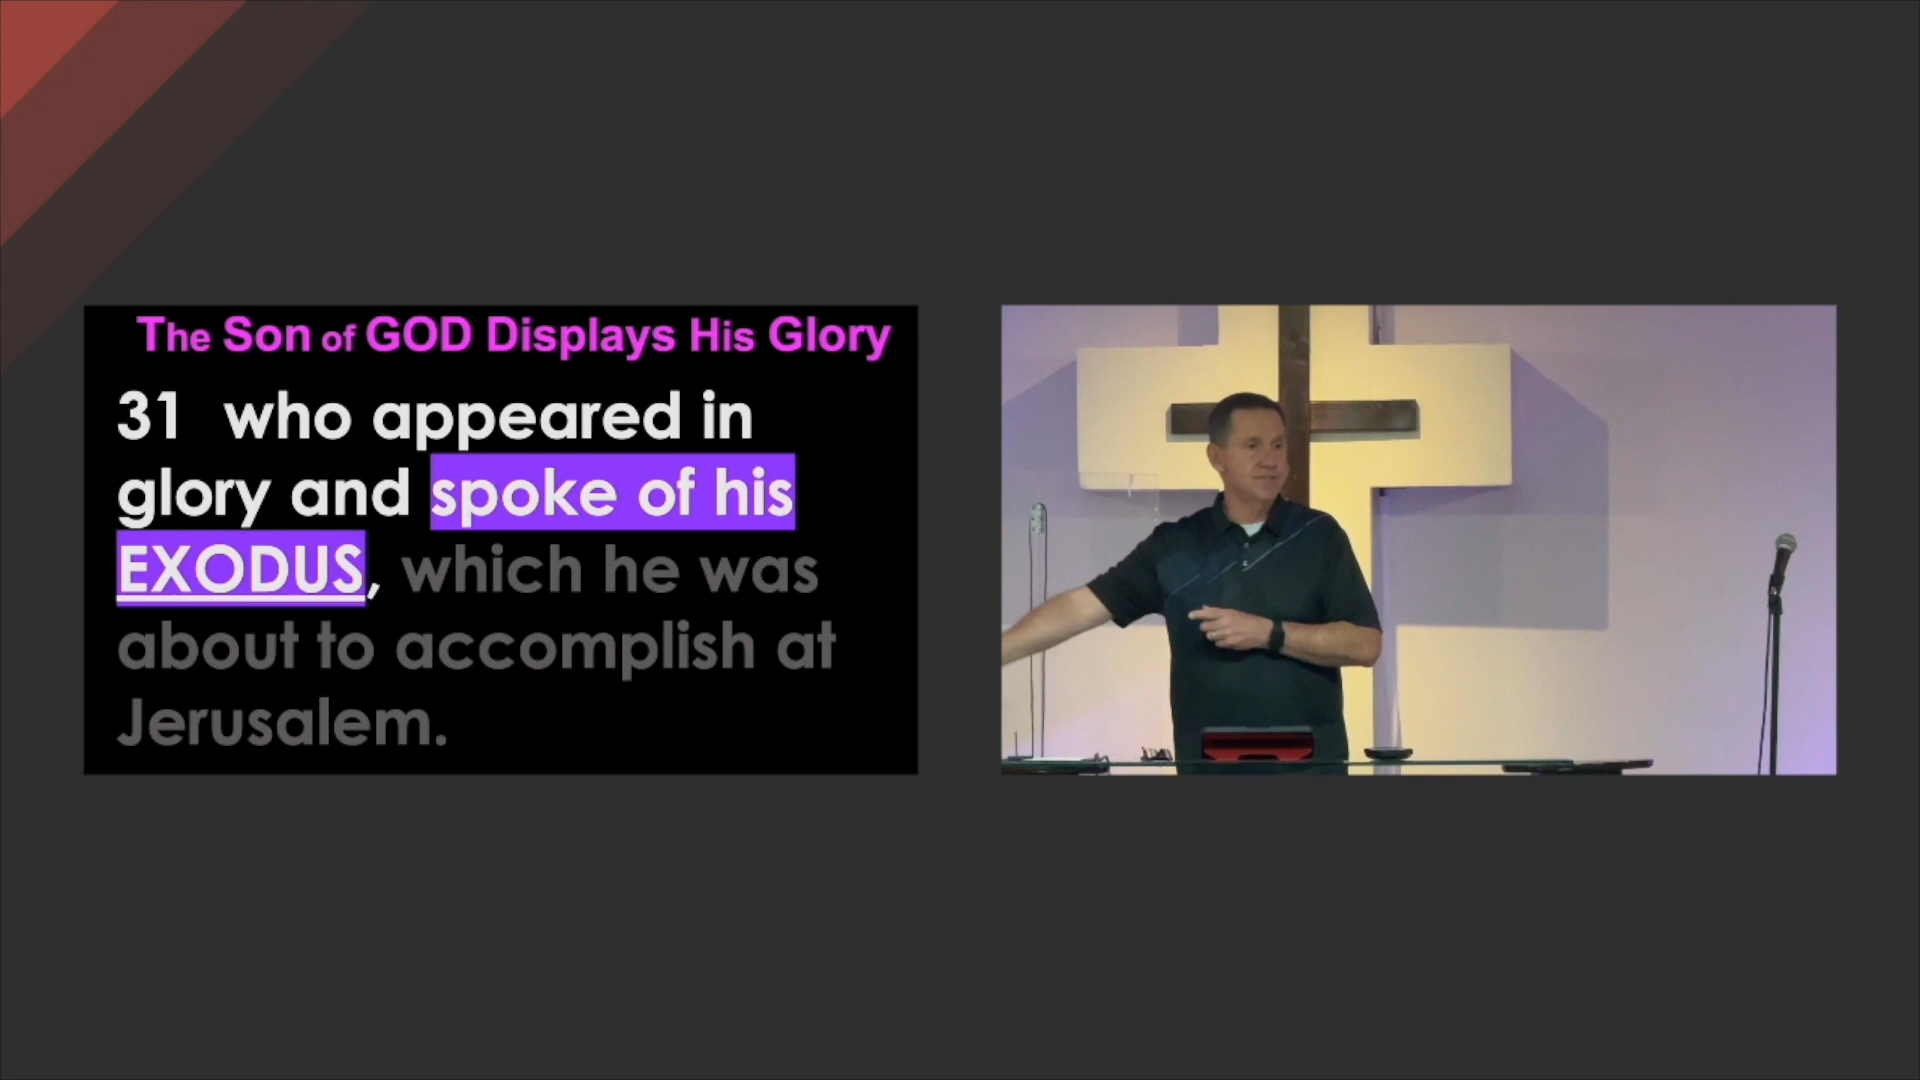 The Son of GOD Displays His Glory
31 who appeared in
glory and spoke of his
EXODUS, which he was
about to accomplish at
Jerusalem.